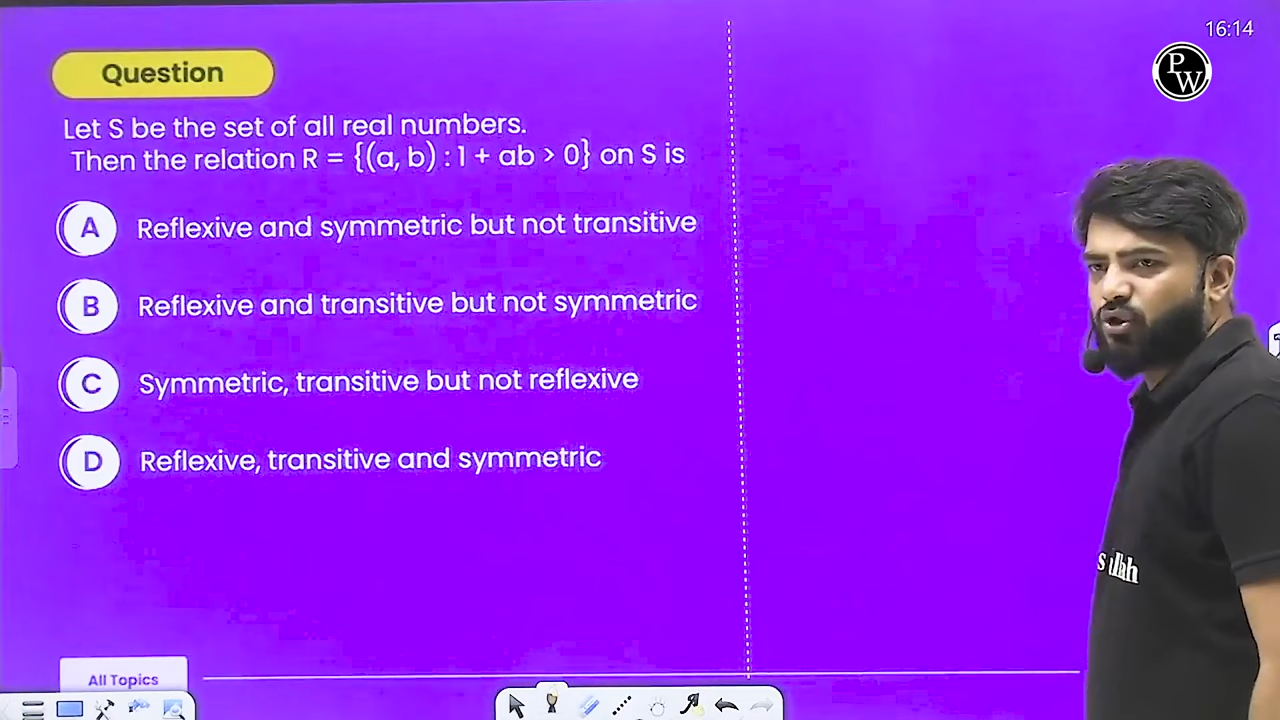 16:14
PW
Question
Let S be the set of all real numbers.
Then the relation R = {(a, b) : 1 + ab > 0} on S is
A Reflexive and symmetric but not transitive
B Reflexive and transitive but not symmetric
C Symmetric, transitive but not reflexive
D Reflexive, transitive and symmetric
All Topics